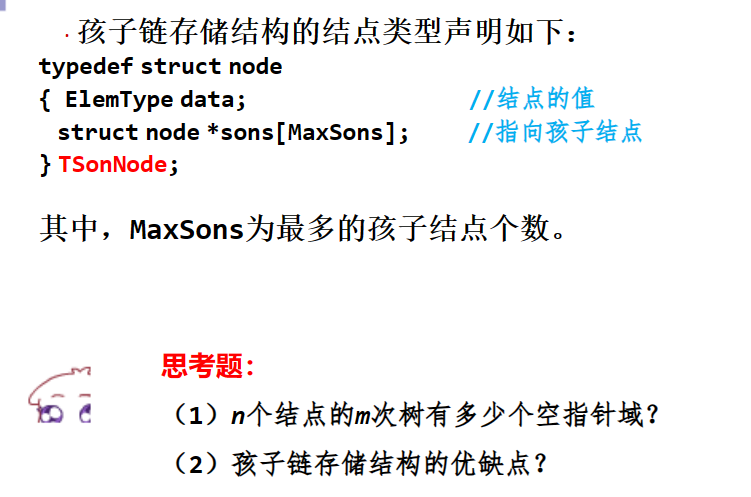 · 孩子链存储结构的结点类型声明如下：
typedef struct node
{ ElemType data; //结点的值
struct node *sons[MaxSons]; //指向孩子结点
} TSonNode;
其中，MaxSons为最多的孩子结点个数。
思考题：
（1）n个结点的m次树有多少个空指针域？
（2）孩子链存储结构的优缺点？